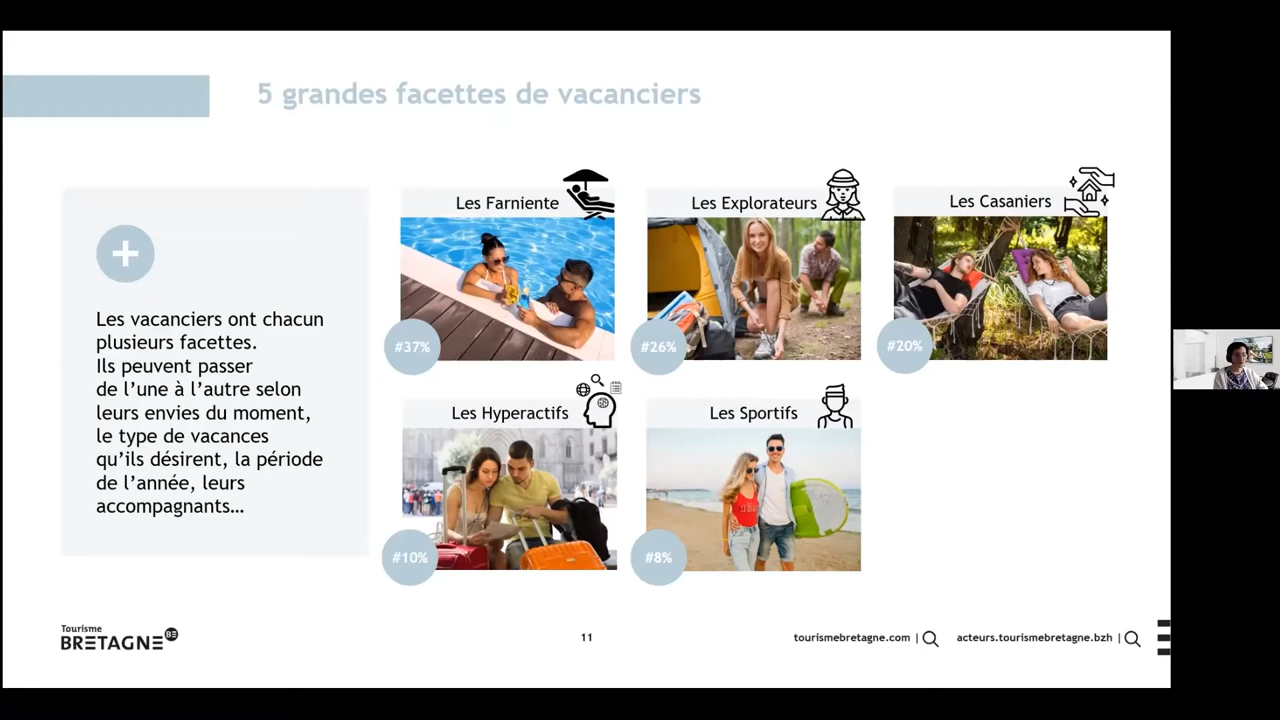 5 grandes facettes de vacanciers
Les vacanciers ont chacun
plusieurs facettes.
Ils peuvent passer
de l’une à l’autre selon
leurs envies du moment,
le type de vacances
qu’ils désirent, la période
de l’année, leurs
accompagnants…
Les Farniente
#37%
Les Explorateurs
#26%
Les Casaniers
#20%
Les Hyperactifs
#10%
Les Sportifs
#8%
Tourisme
BRETAGNE
11
tourismebretagne.com |
acteurs.tourismebretagne.bzh |